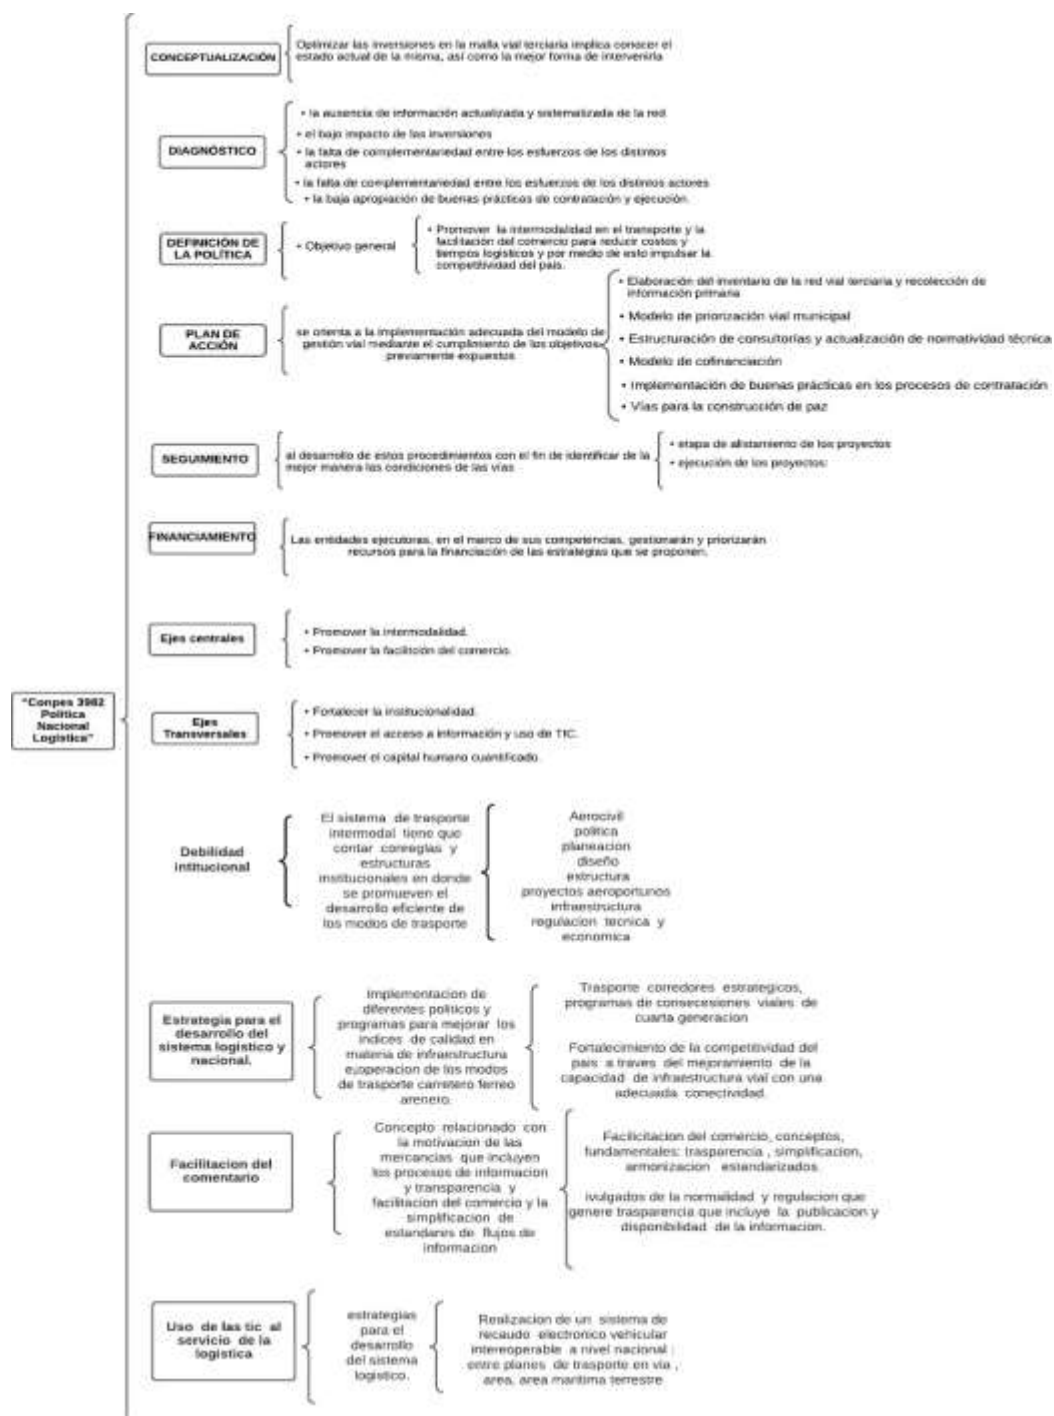 "Conpes 3982
Política
Nacional
Logística"
CONCEPTUALIZACIÓN
Optimizar las inversiones en la malla vial terciaria implica conocer el
estado actual de la misma, así como la mejor forma de intervenirla
DIAGNÓSTICO
• la ausencia de información actualizada y sistematizada de la red
• el bajo impacto de las inversiones
• la falta de complementariedad entre los esfuerzos de los distintos
actores
• la falta de complementariedad entre los esfuerzos de los distintos actores
• la baja apropiación de buenas prácticas de contratación y ejecución.
DEFINICIÓN DE
LA POLÍTICA
• Objetivo general
• Promover la intermodalidad en el transporte y la
facilitación del comercio para reducir costos y
tiempos logísticos y por medio de esto impulsar la
competitividad del país.
PLAN DE
ACCIÓN
se orienta a la implementación adecuada del modelo de
gestión vial mediante el cumplimiento de los objetivos
previamente expuestos
• Elaboración del inventario de la red vial terciaria y recolección de
información primaria
• Modelo de priorización vial municipal
• Estructuración de consultorías y actualización de normatividad técnica
• Modelo de cofinanciación
• Implementación de buenas prácticas en los procesos de contratación
• Vías para la construcción de paz
SEGUIMIENTO
al desarrollo de estos procedimientos con el fin de identificar de la
mejor manera las condiciones de las vías
• etapa de alistamiento de los proyectos
• ejecución de los proyectos:
FINANCIAMIENTO
Las entidades ejecutoras, en el marco de sus competencias, gestionarán y priorizarán
recursos para la financiación de las estrategias que se proponen.
Ejes centrales
• Promover la intermodalidad.
• Promover la facilición del comercio.
Ejes
Transversales
• Fortalecer la institucionalidad.
• Promover el acceso a información y uso de TIC.
• Promover el capital humano cuantificado.
Debilidad
intitucional
El sistema de trasporte
intermodal tiene que
contar conreglas y
estructuras
institucionales en donde
se promueven el
desarrollo eficiente de
los modos de trasporte
Aerocivil
politica
planeacion
diseño
estructura
proyectos aeroportunos
infraestructura
regulacion tecnica y
economica
Estrategia para el
desarrollo del
sistema logístico y
nacional.
Implementacion de
diferentes politicos y
programas para mejorar los
indices de calidad en
materia de infraestructura
euoperacion de los modos
de trasporte carretero ferreo
arenero.
Trasporte corredores estrategicos,
programas de consecesiones viales de
cuarta generacion
Fortalecimiento de la competitividad del
pais a traves del mejoramiento de la
capacidad de infraestructura vial con una
adecuada conectividad.
Facilitacion del
comentario
Concepto relacionado con
la motivacion de las
mercancias que incluyen
los procesos de informacion
y transparencia y
facilitacion del comercio y la
simplificacion de
estandares de flujos de
informacion
Facilicitacion del comercio, conceptos,
fundamentales: trasparencia , simplificacion,
armonizacion estandarizados
ivulgados de la normalidad y regulacion que
genere trasparencia que incluye la publicacion y
disponibilidad de la informacion.
Uso de las tic al
servicio de la
logistica
estrategias
para el
desarrollo
del sistema
logistico.
Realizacion de un sistema de
recaudo electronico vehicular
intereoperable a nivel nacional :
entre planes de trasporte en via ,
area, area maritima terrestre